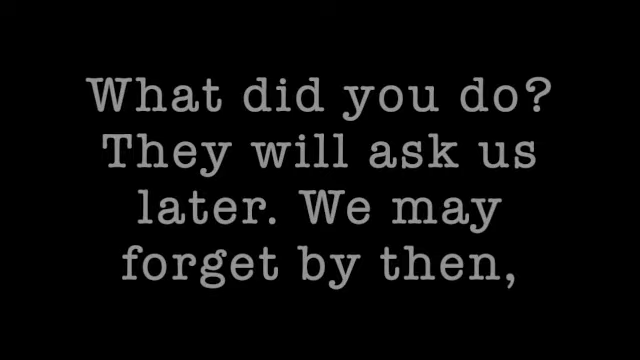 What did you do?
They will ask us
later. We may
forget by then,